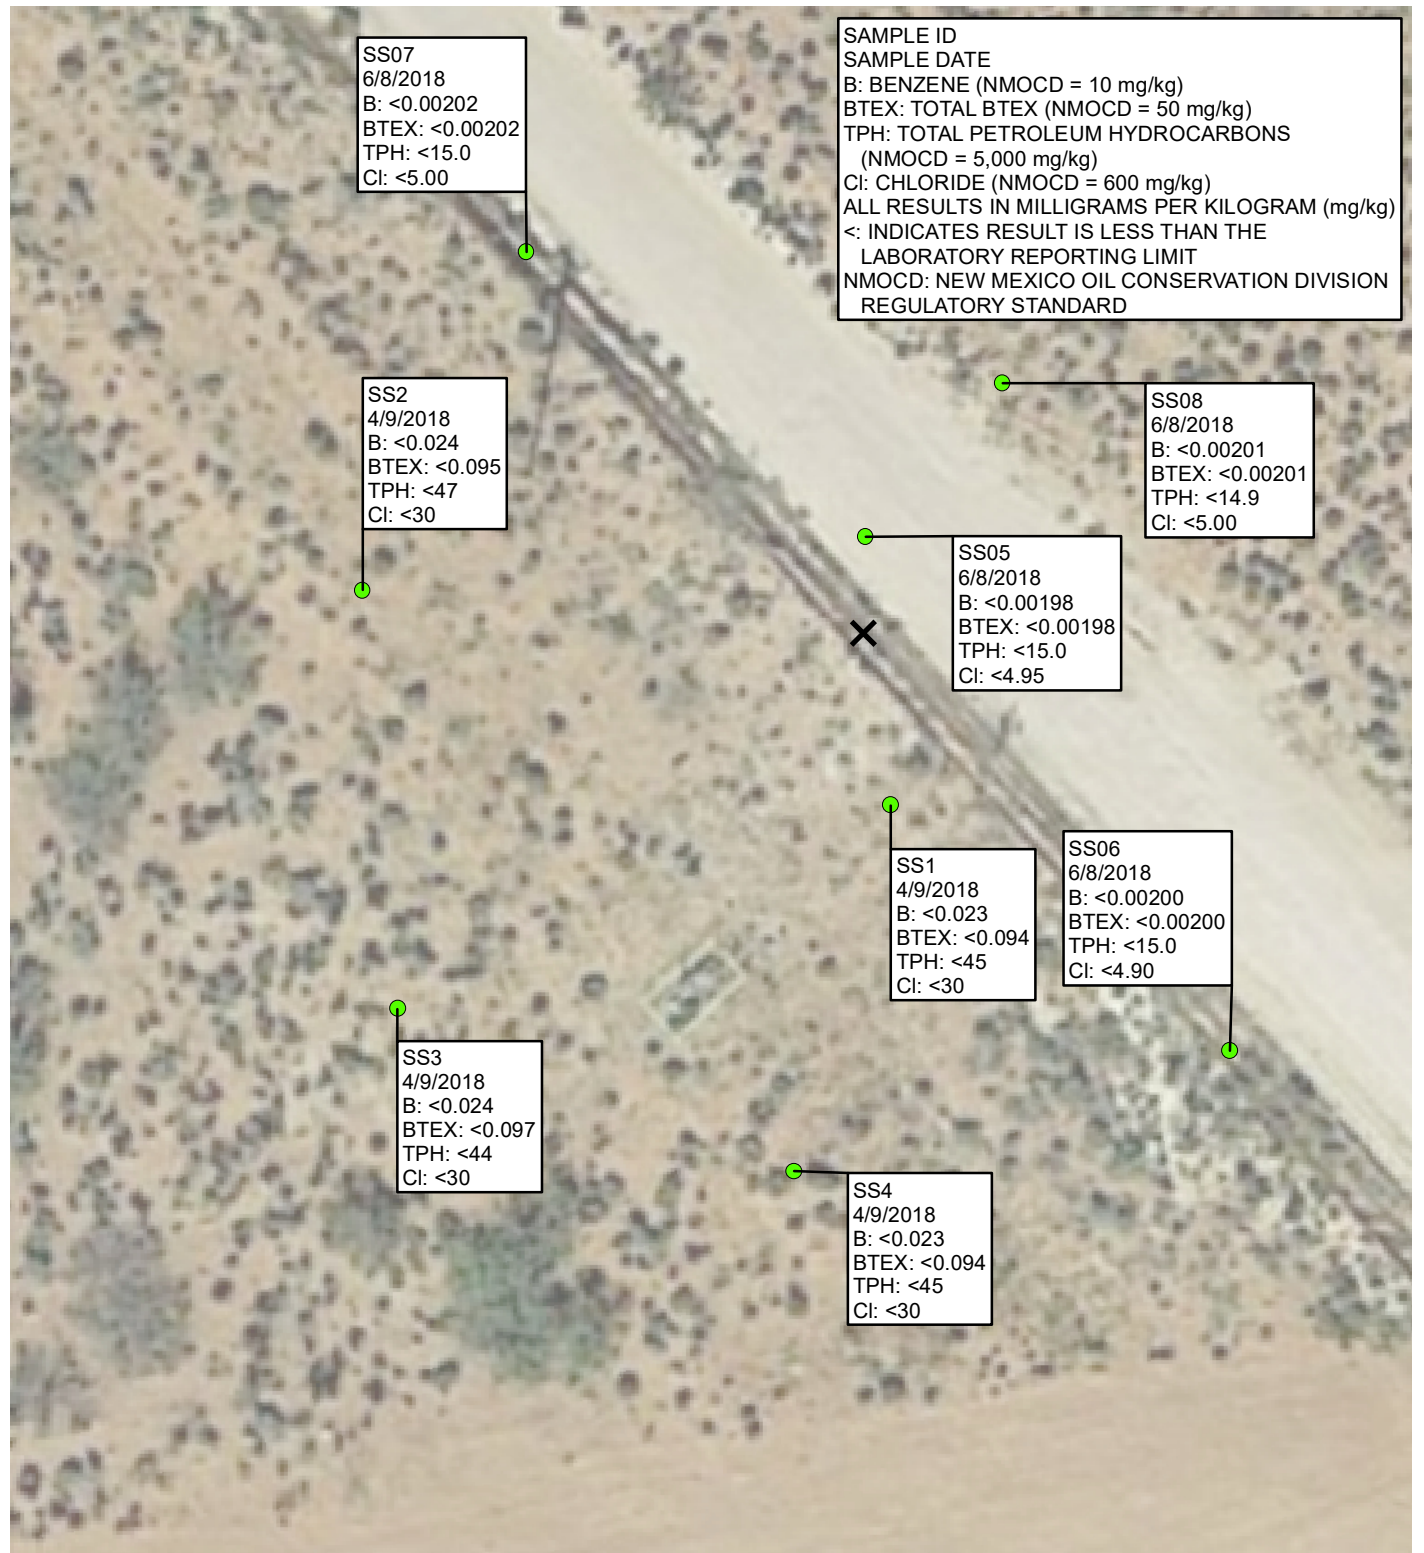 SS07
6/8/2018
B: <0.00202
BTEX: <0.00202
TPH: <15.0
Cl: <5.00
SAMPLE ID
SAMPLE DATE
B: BENZENE (NMOCD = 10 mg/kg)
BTEX: TOTAL BTEX (NMOCD = 50 mg/kg)
TPH: TOTAL PETROLEUM HYDROCARBONS
(NMOCD = 5,000 mg/kg)
Cl: CHLORIDE (NMOCD = 600 mg/kg)
ALL RESULTS IN MILLIGRAMS PER KILOGRAM (mg/kg)
<: INDICATES RESULT IS LESS THAN THE
LABORATORY REPORTING LIMIT
NMOCD: NEW MEXICO OIL CONSERVATION DIVISION
REGULATORY STANDARD
SS2
4/9/2018
B: <0.024
BTEX: <0.095
TPH: <47
Cl: <30
SS08
6/8/2018
B: <0.00201
BTEX: <0.00201
TPH: <14.9
Cl: <5.00
SS05
6/8/2018
B: <0.00198
BTEX: <0.00198
TPH: <15.0
Cl: <4.95
SS1
4/9/2018
B: <0.023
BTEX: <0.094
TPH: <45
Cl: <30
SS06
6/8/2018
B: <0.00200
BTEX: <0.00200
TPH: <15.0
Cl: <4.90
SS3
4/9/2018
B: <0.024
BTEX: <0.097
TPH: <44
Cl: <30
SS4
4/9/2018
B: <0.023
BTEX: <0.094
TPH: <45
Cl: <30